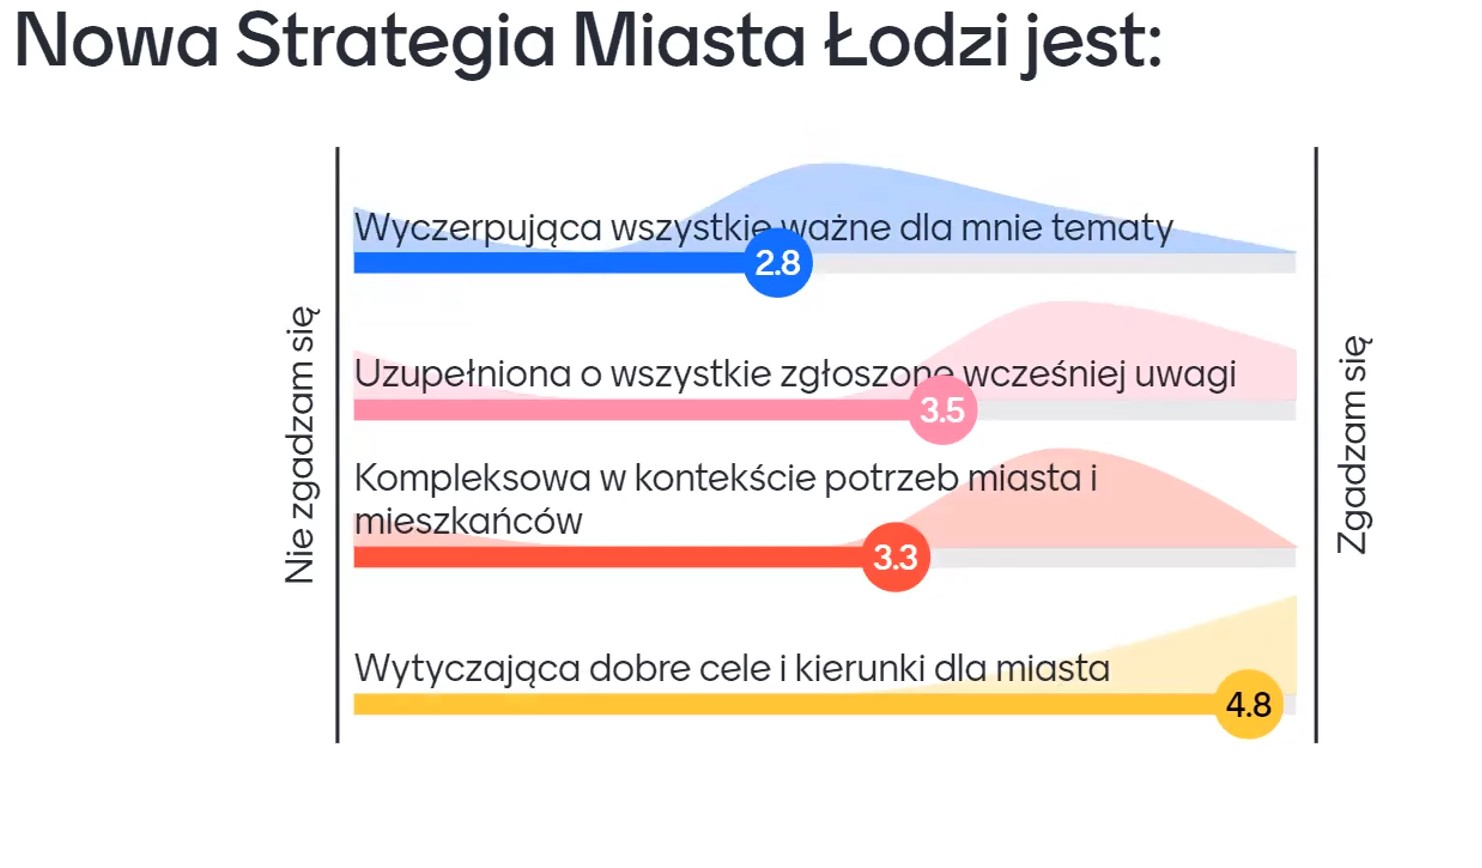 Nowa Strategia Miasta Łodzi jest:
Nie zgadzam się
Wyczerpująca wszystkie ważne dla mnie tematy
2.8
Uzupełniona o wszystkie zgłoszone wcześniej uwagi
3.5
Kompleksowa w kontekście potrzeb miasta i
mieszkańców
3.3
Wytyczająca dobre cele i kierunki dla miasta
4.8
Zgadzam się